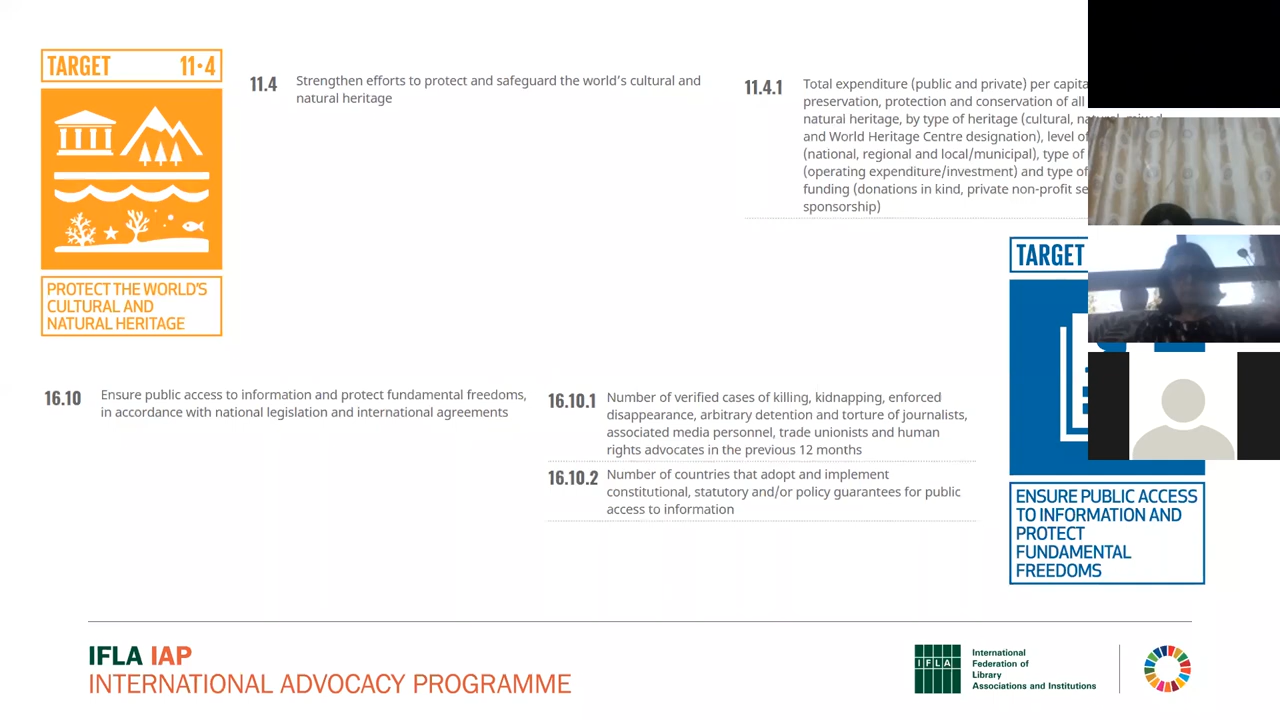 TARGET 11·4
PROTECT THE WORLD'S
CULTURAL AND
NATURAL HERITAGE
11.4 Strengthen efforts to protect and safeguard the world's cultural and
natural heritage
11.4.1 Total expenditure (public and private) per capita
preservation, protection and conservation of all
natural heritage, by type of heritage (cultural, natural, mixed
and World Heritage Centre designation), level of
(national, regional and local/municipal), type of
(operating expenditure/investment) and type of
funding (donations in kind, private non-profit
sponsorship)
TARGET
16.10 Ensure public access to information and protect fundamental freedoms,
in accordance with national legislation and international agreements
16.10.1 Number of verified cases of killing, kidnapping, enforced
disappearance, arbitrary detention and torture of journalists,
associated media personnel, trade unionists and human
rights advocates in the previous 12 months
16.10.2 Number of countries that adopt and implement
constitutional, statutory and/or policy guarantees for public
access to information
ENSURE PUBLIC ACCESS
TO INFORMATION AND
PROTECT
FUNDAMENTAL
FREEDOMS
IFLA IAP
INTERNATIONAL ADVOCACY PROGRAMME
IFLA
International
Federation of
Library
Associations and Institutions